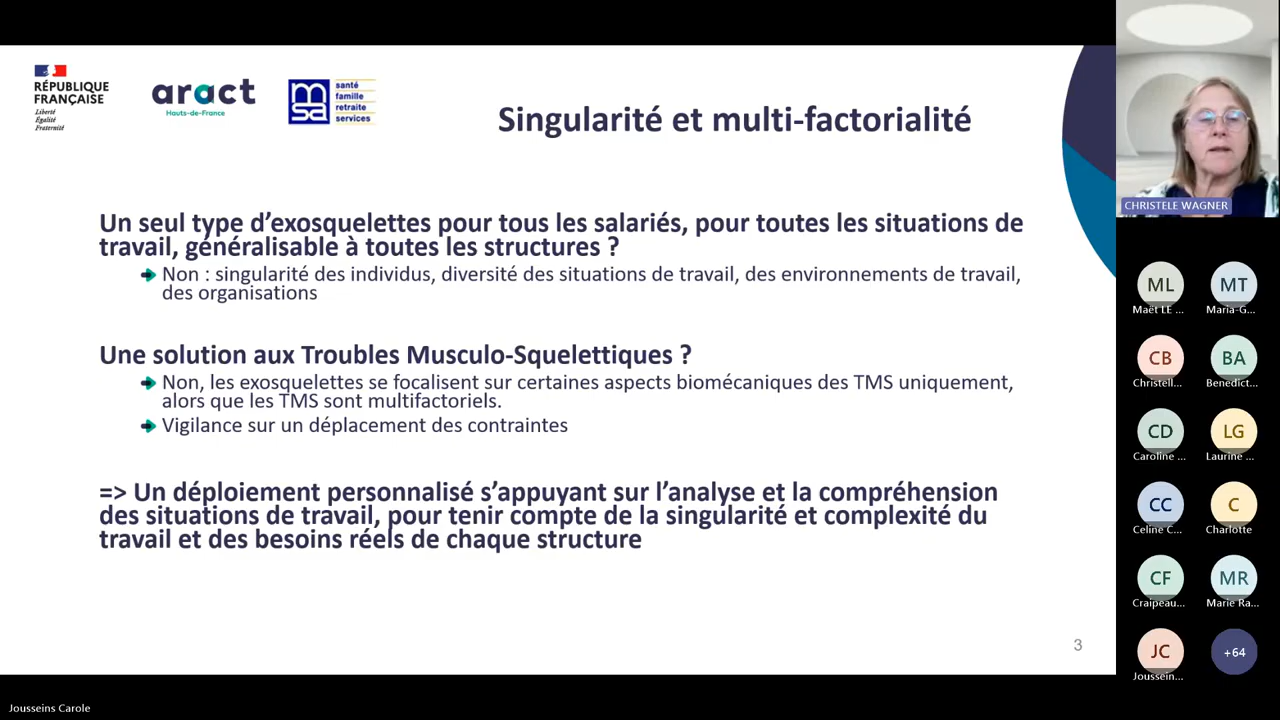 RÉPUBLIQUE
FRANÇAISE
Liberté
Égalité
Fraternité
aract
Hauts-de-France
msa
santé
famille
retraite
services
Singularité et multi-factorialité
Un seul type d’exosquelettes pour tous les salariés, pour toutes les situations de
travail, généralisable à toutes les structures ?
Non : singularité des individus, diversité des situations de travail, des environnements de travail,
des organisations
Une solution aux Troubles Musculo-Squelettiques ?
Non, les exosquelettes se focalisent sur certaines aspects biomécaniques des TMS uniquement,
alors que les TMS sont multifactoriels.
Vigilance sur un déplacement des contraintes
=> Un déploiement personnalisé s’appuyant sur l’analyse et la compréhension
des situations de travail, pour tenir compte de la singularité et complexité du
travail et des besoins réels de chaque structure
3
CHRISTELE WAGNER
ML
Maët LE ...
MT
Maria-G...
CB
Christell...
BA
Benedict...
CD
Caroline ...
LG
Laurine ...
CC
Celine C...
C
Charlotte
CF
Craipeau...
MR
Marie Ra...
JC
Joussein...
+64
Jousseins Carole